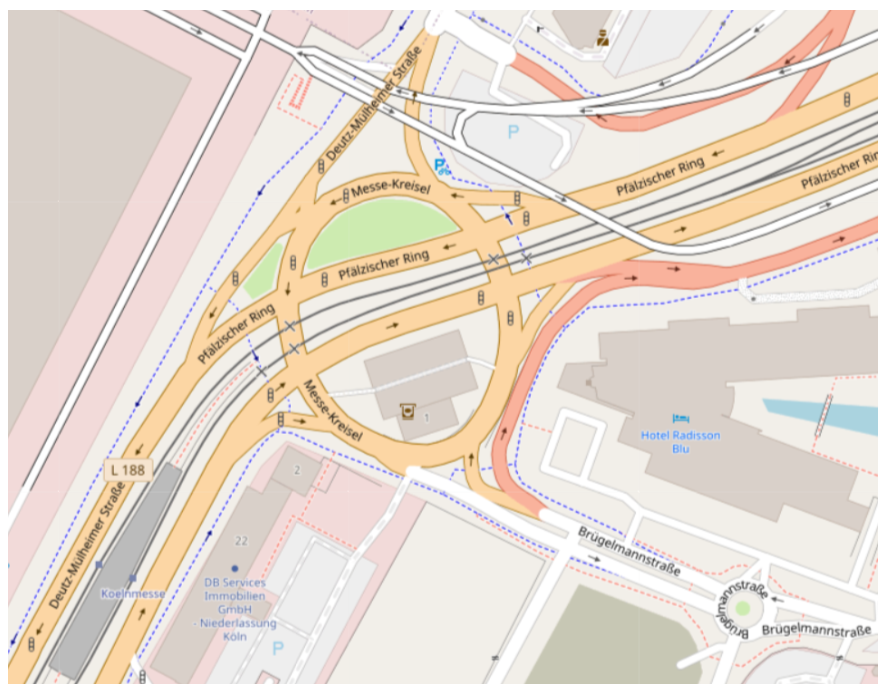 Deutz-Mülheimer Straße
P
P
Messe-Kreisel
Pfälzischer Ring
Pfälzischer Ring
Pfälzischer Ring
Pfälzischer Ring
Messe-Kreisel
1
Hotel Radisson
Blu
L 188
2
22
Deutz-Mülheimer Straße
Koelnmesse
DB Services
Immobilien
GmbH
- Niederlassung
Köln
P
Brügelmannstraße
Brügelmannstraße
Brügelmannstraße